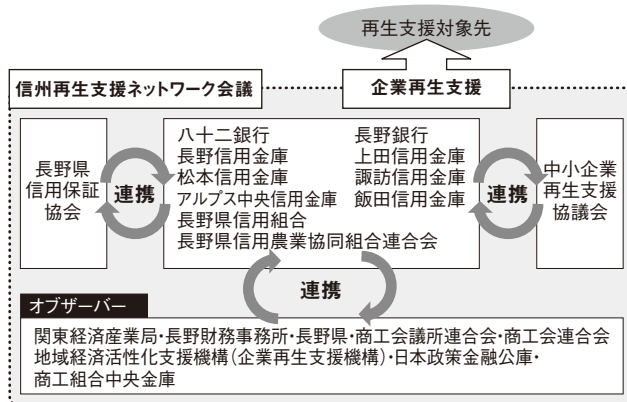 再生支援対象先
信州再生支援ネットワーク会議
企業再生支援
長野県
信用保証
協会
連携
八十二銀行 長野銀行
長野信用金庫 上田信用金庫
松本信用金庫 諏訪信用金庫
アルプス中央信用金庫 飯田信用金庫
長野県信用組合
長野県信用農業協同組合連合会
連携
中小企業
再生支援
協議会
連携
オブザーバー
関東経済産業局・長野財務事務所・長野県・商工会議所連合会・商工会連合会
地域経済活性化支援機構（企業再生支援機構）・日本政策金融公庫・
商工組合中央金庫